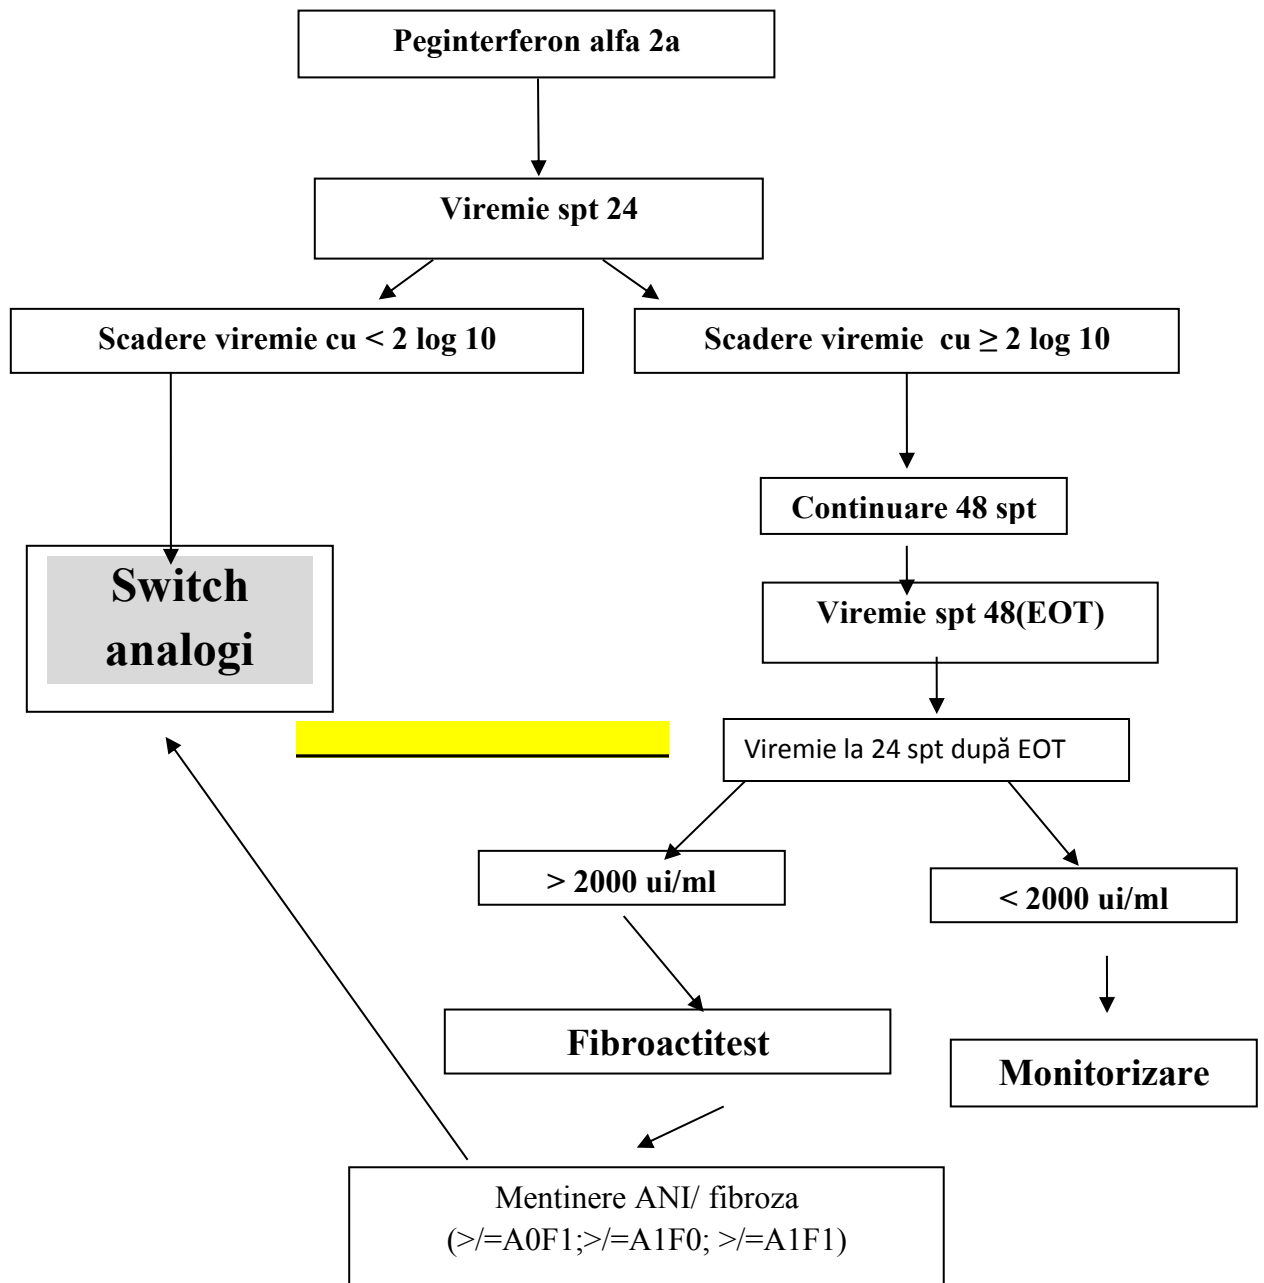 Peginterferon alfa 2a
Viremie spt 24
Scadere viremie cu < 2 log 10
Scadere viremie cu ≥ 2 log 10
Continuare 48 spt
Switch
analogi
Viremie spt 48(EOT)
Viremie la 24 spt după EOT
> 2000 ui/ml
< 2000 ui/ml
Fibroactitest
Monitorizare
Mentinere ANI/ fibroza
(>/=A0F1;>/=A1F0; >/=A1F1)